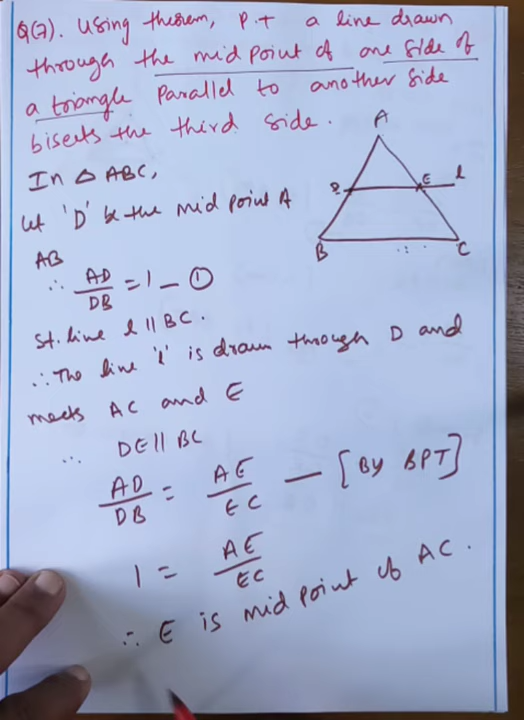 Q(7). Using theorem, P.T a line drawn
through the mid point of one side of
a triangle parallel to another side
bisects the third side.
A
E
l
B
C
In △ ABC,
let 'D' be the mid point A
AB
∴ AD/DB = 1 — ①
St. line l || BC.
∴ The line 'l' is drawn through D and
meets AC and E
∴ DE || BC
AD/DB = AE/EC — [By BPT]
1 = AE/EC
∴ E is mid point of AC.